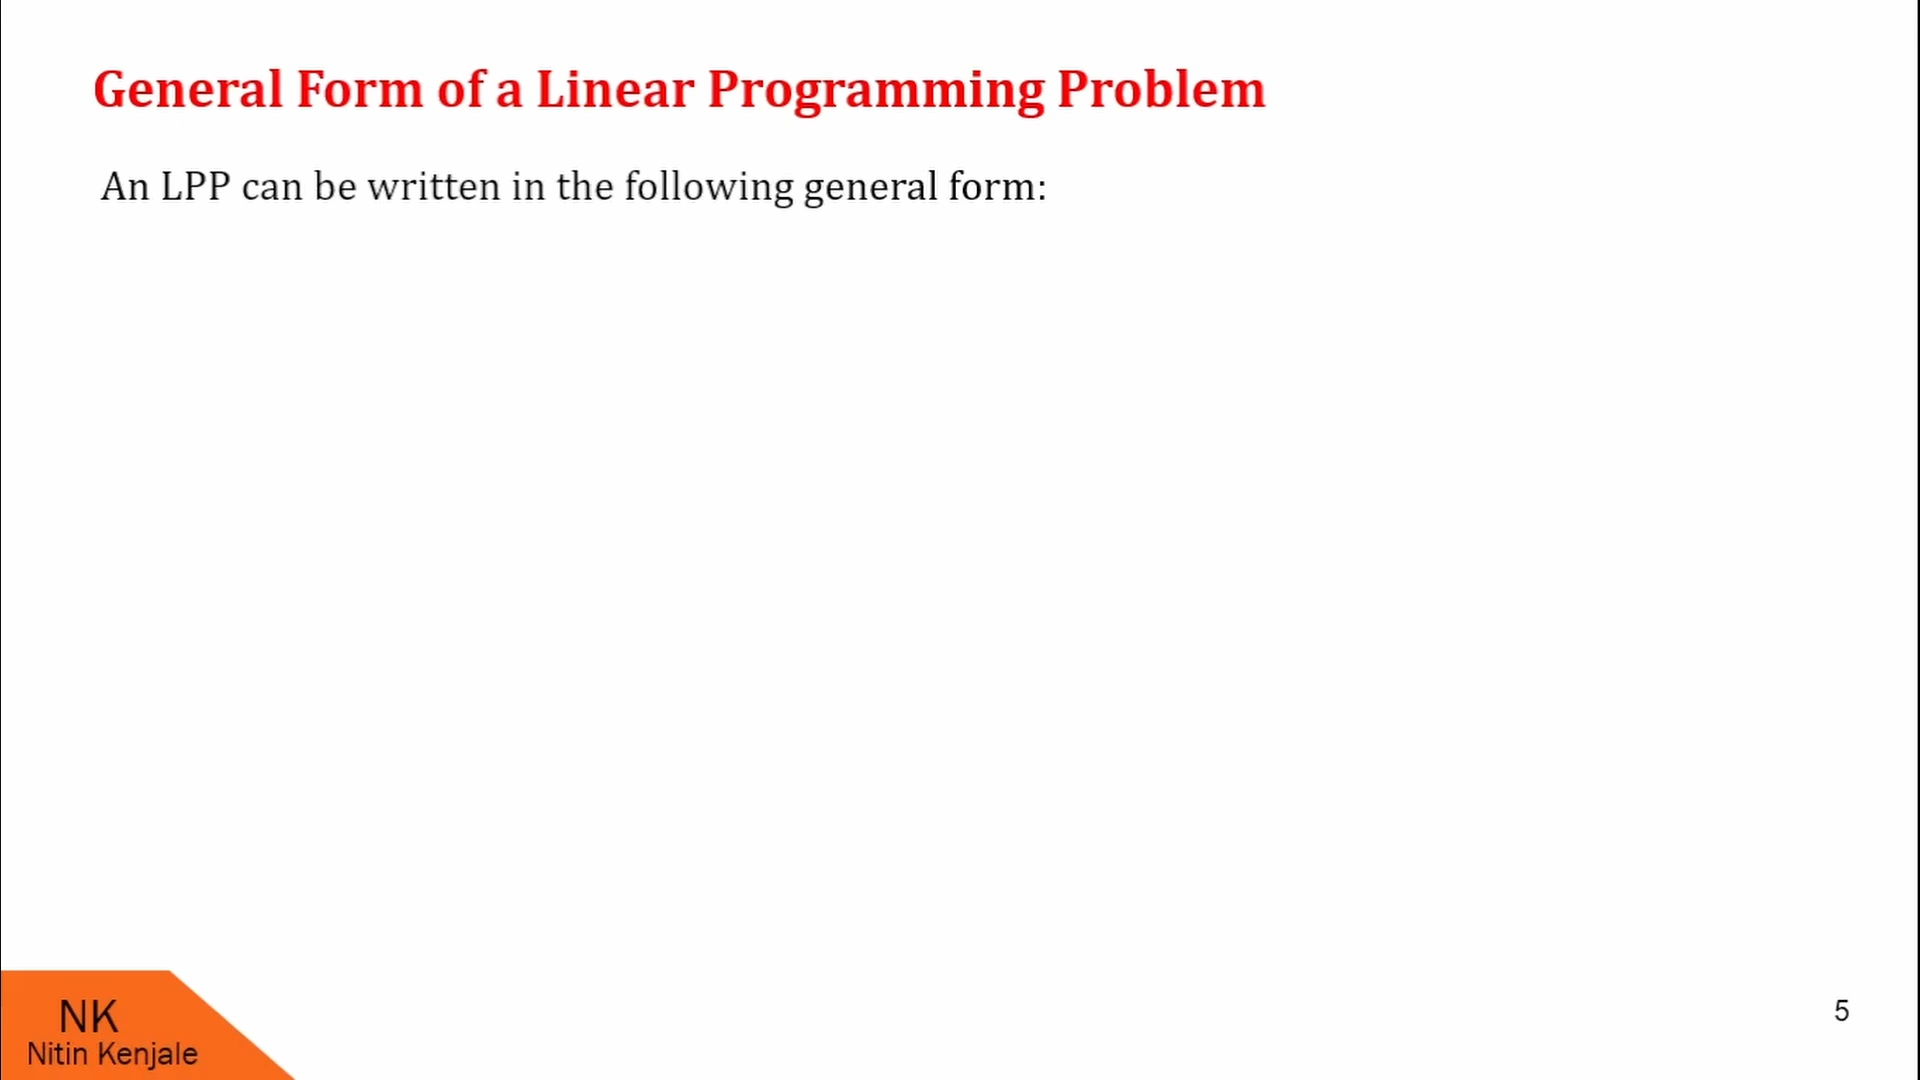 General Form of a Linear Programming Problem
An LPP can be written in the following general form:
NK
Nitin Kenjale
5